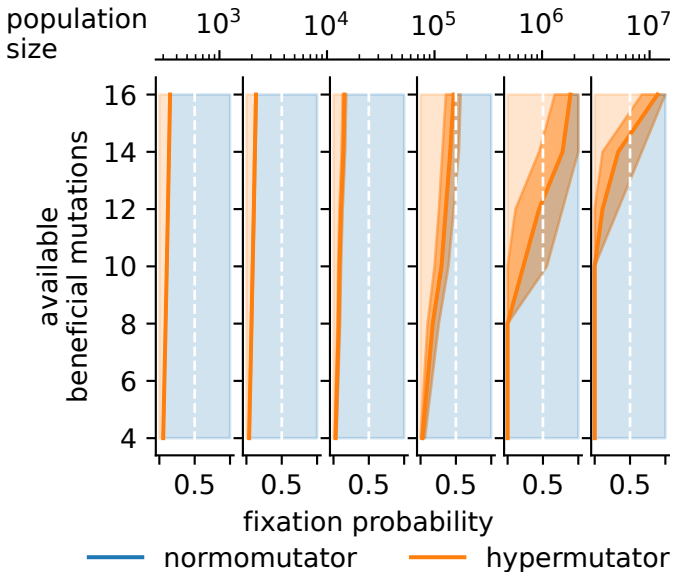 population size
10³ 10⁴ 10⁵ 10⁶ 10⁷
available beneficial mutations
16
14
12
10
8
6
4
0.5 0.5 0.5 0.5 0.5 0.5
fixation probability
normomutator hypermutator